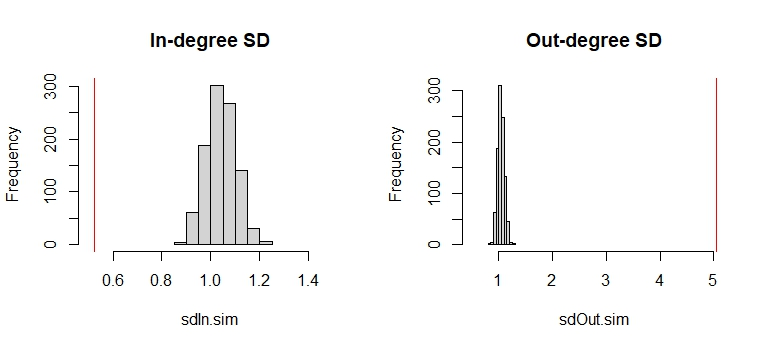 In-degree SD
Frequency
0 100 200 300
0.6 0.8 1.0 1.2 1.4
sdIn.sim
Out-degree SD
Frequency
0 100 200 300
1 2 3 4 5
sdOut.sim